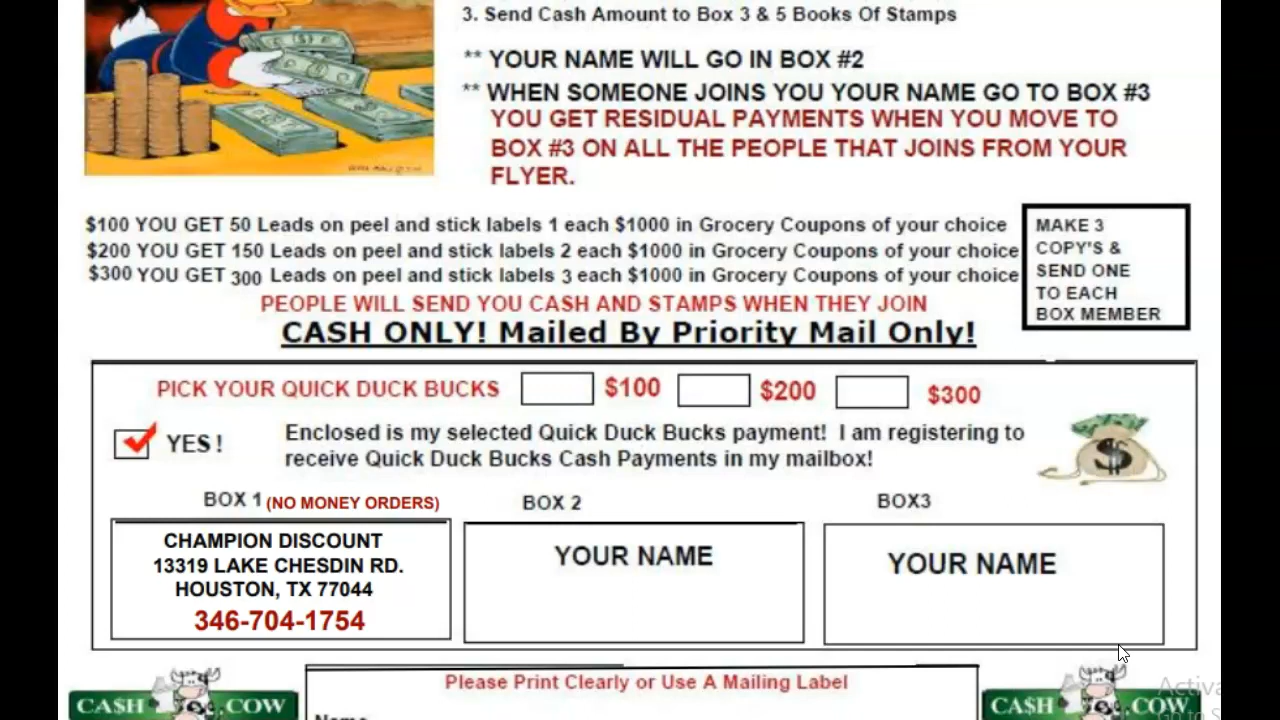 3. Send Cash Amount to Box 3 & 5 Books Of Stamps
** YOUR NAME WILL GO IN BOX #2
** WHEN SOMEONE JOINS YOU YOUR NAME GO TO BOX #3
YOU GET RESIDUAL PAYMENTS WHEN YOU MOVE TO
BOX #3 ON ALL THE PEOPLE THAT JOINS FROM YOUR
FLYER.
$100 YOU GET 50 Leads on peel and stick labels 1 each $1000 in Grocery Coupons of your choice
$200 YOU GET 150 Leads on peel and stick labels 2 each $1000 in Grocery Coupons of your choice
$300 YOU GET 300 Leads on peel and stick labels 3 each $1000 in Grocery Coupons of your choice
MAKE 3
COPY'S &
SEND ONE
TO EACH
BOX MEMBER
PEOPLE WILL SEND YOU CASH AND STAMPS WHEN THEY JOIN
CASH ONLY! Mailed By Priority Mail Only!
PICK YOUR QUICK DUCK BUCKS $100 $200 $300
YES! Enclosed is my selected Quick Duck Bucks payment! I am registering to
receive Quick Duck Bucks Cash Payments in my mailbox!
BOX 1 (NO MONEY ORDERS) BOX 2 BOX3
CHAMPION DISCOUNT
13319 LAKE CHESDIN RD.
HOUSTON, TX 77044
346-704-1754
YOUR NAME
YOUR NAME
Please Print Clearly or Use A Mailing Label
CA$H COW
CA$H COW
Name